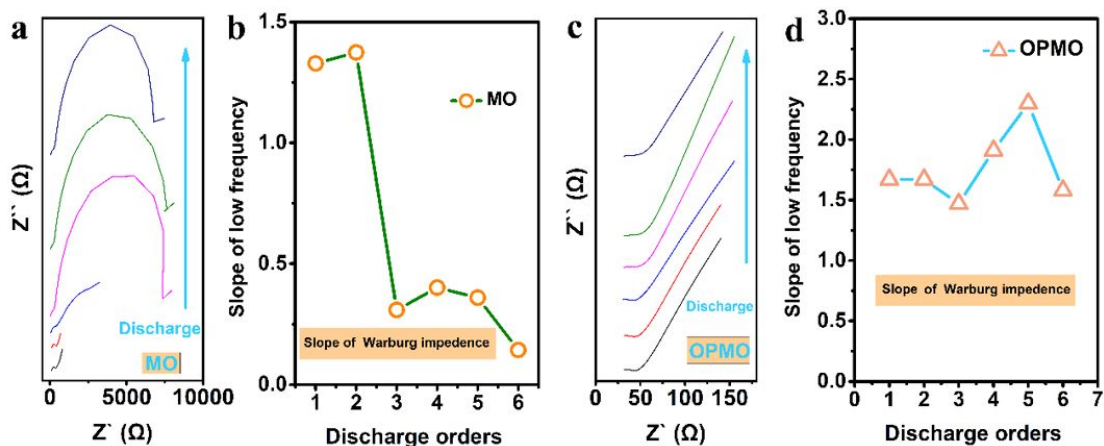 a
Z`` (Ω)
Discharge
MO
0
5000
10000
Z` (Ω)
b
Slope of low frequency
1.5
1.0
0.5
0.0
MO
Slope of Warburg impedence
1 2 3 4 5 6
Discharge orders
c
Z`` (Ω)
Discharge
OPMO
0 50 100 150
Z` (Ω)
d
Slope of low frequency
3.0
2.5
2.0
1.5
1.0
0.5
0.0
OPMO
Slope of Warburg impedence
0 1 2 3 4 5 6 7
Discharge orders